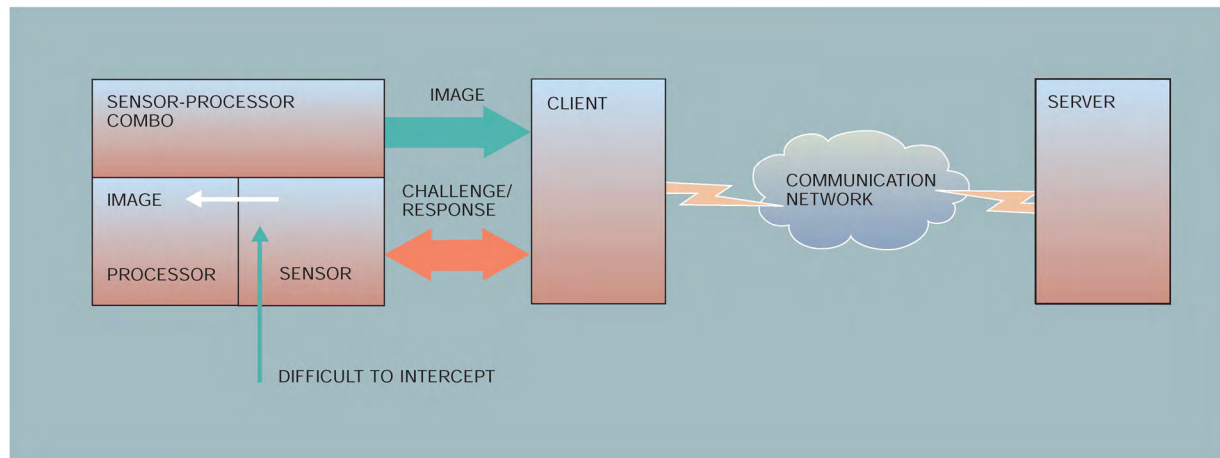 SENSOR-PROCESSOR
COMBO
IMAGE
PROCESSOR
SENSOR
IMAGE
CHALLENGE/
RESPONSE
DIFFICULT TO INTERCEPT
CLIENT
COMMUNICATION
NETWORK
SERVER